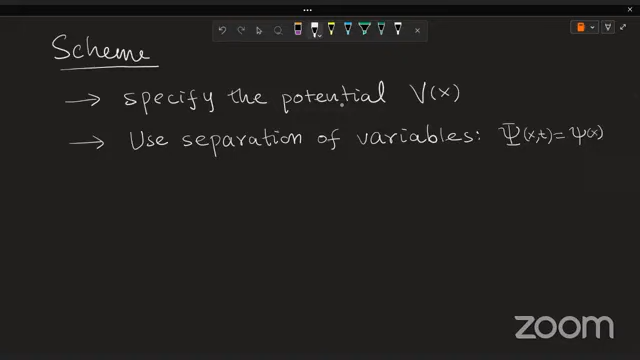 Scheme
→ specify the potential V(x)
→ Use separation of variables: Ψ(x,t) = ψ(x)
zoom